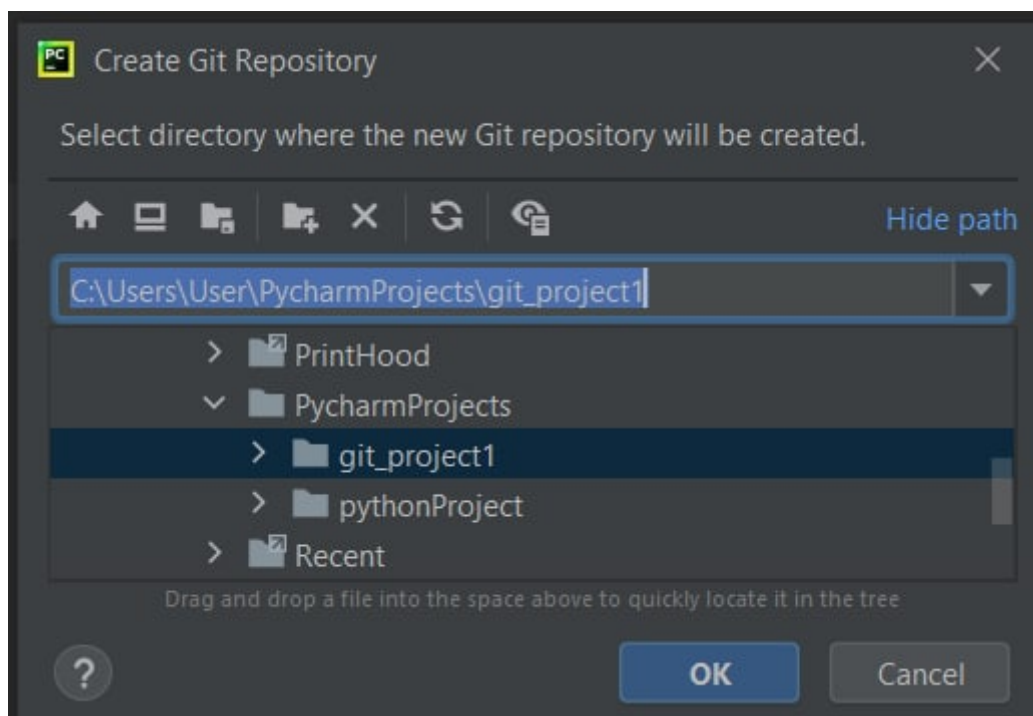 PC
Create Git Repository
Select directory where the new Git repository will be created.
Hide path
C:\Users\User\PycharmProjects\git_project1
PrintHood
PycharmProjects
git_project1
pythonProject
Recent
Drag and drop a file into the space above to quickly locate it in the tree
?
OK
Cancel